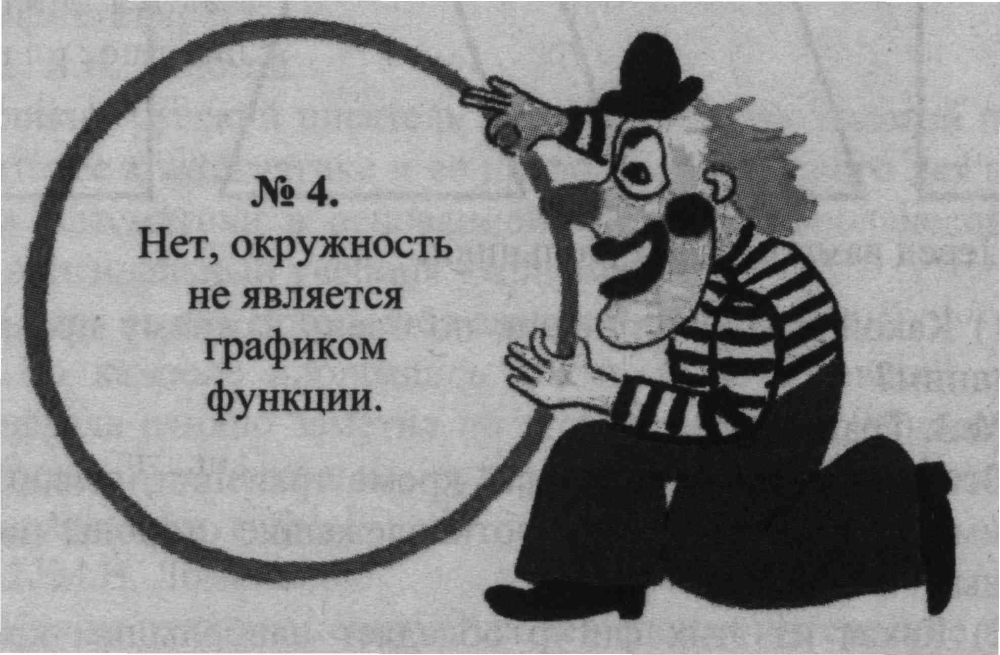 № 4.
Нет, окружность
не является
графиком
функции.